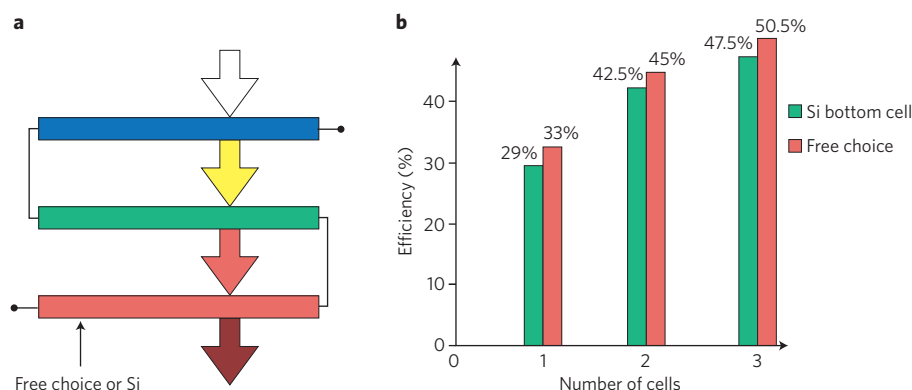 a
Free choice or Si
b
Efficiency (%)
40
30
20
10
0
0
1
2
3
Number of cells
29%
33%
42.5%
45%
47.5%
50.5%
Si bottom cell
Free choice